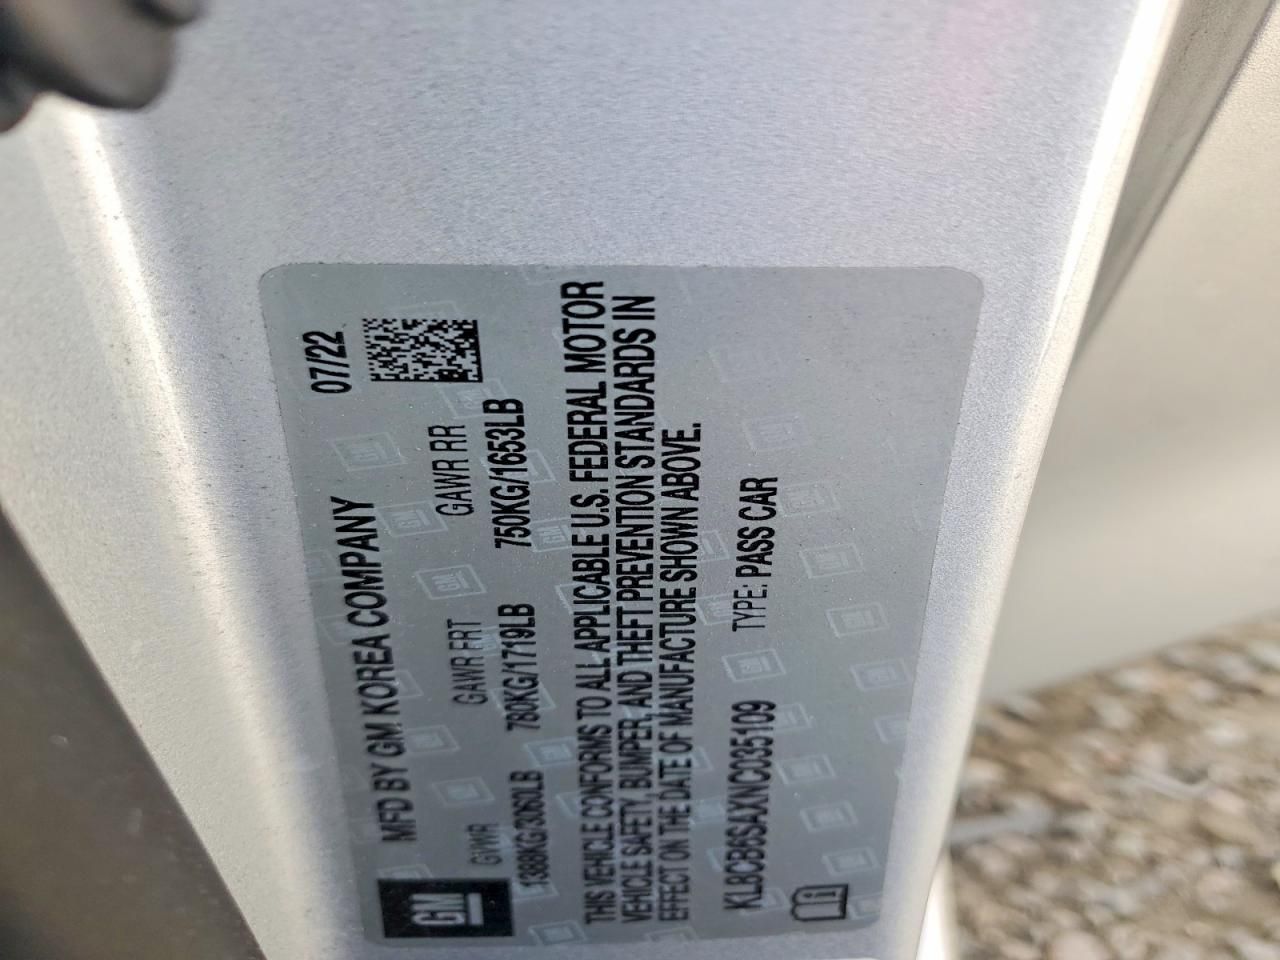 MFD BY GM KOREA COMPANY 07/22
GVWR GAWR FRT GAWR RR
1388KG/3060LB 780KG/1719LB 750KG/1653LB
THIS VEHICLE CONFORMS TO ALL APPLICABLE U.S. FEDERAL MOTOR
VEHICLE SAFETY, BUMPER, AND THEFT PREVENTION STANDARDS IN
EFFECT ON THE DATE OF MANUFACTURE SHOWN ABOVE.
KL8CB6SAXNC035109 TYPE: PASS CAR
GM